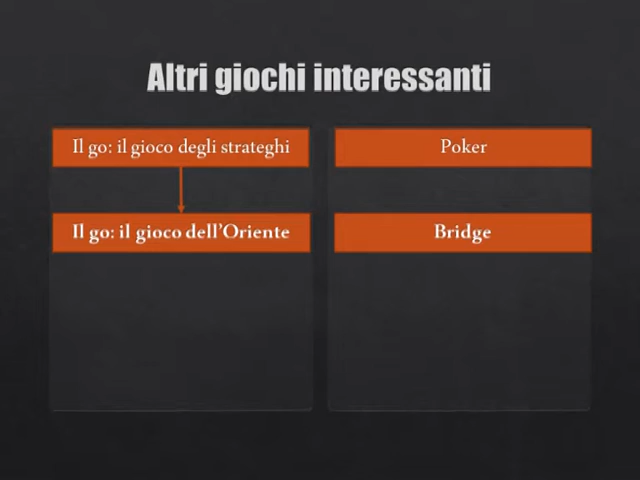 Altri giochi interessanti
Il go: il gioco degli strateghi
Poker
Il go: il gioco dell'Oriente
Bridge